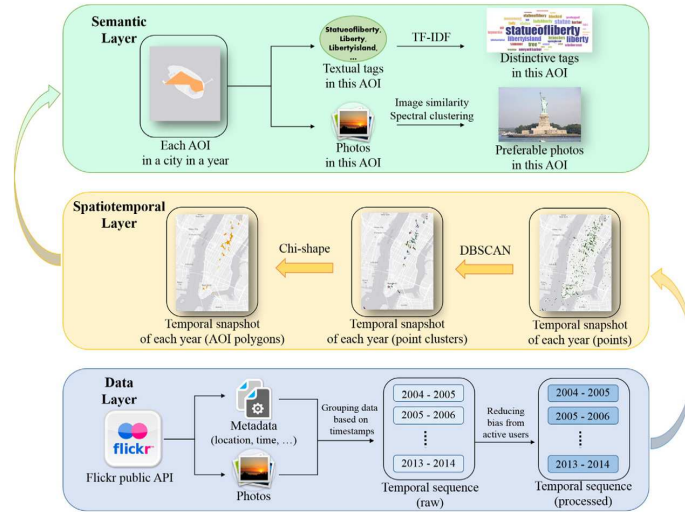 Semantic
Layer
Statueofliberty,
Liberty,
Libertyisland,
...
Textual tags
in this AOI
TF-IDF
statueofliberty
libertyisland
liberty
Distinctive tags
in this AOI
Each AOI
in a city in a year
Photos
in this AOI
Image similarity
Spectral clustering
Preferable photos
in this AOI
Spatiotemporal
Layer
Temporal snapshot
of each year (AOI polygons)
Chi-shape
Temporal snapshot
of each year (point clusters)
DBSCAN
Temporal snapshot
of each year (points)
Data
Layer
flickr
Flickr public API
Metadata
(location, time, ...)
Photos
Grouping data
based on
timestamps
2004 - 2005
2005 - 2006
2013 - 2014
Temporal sequence
(raw)
Reducing
bias from
active users
2004 - 2005
2005 - 2006
2013 - 2014
Temporal sequence
(processed)